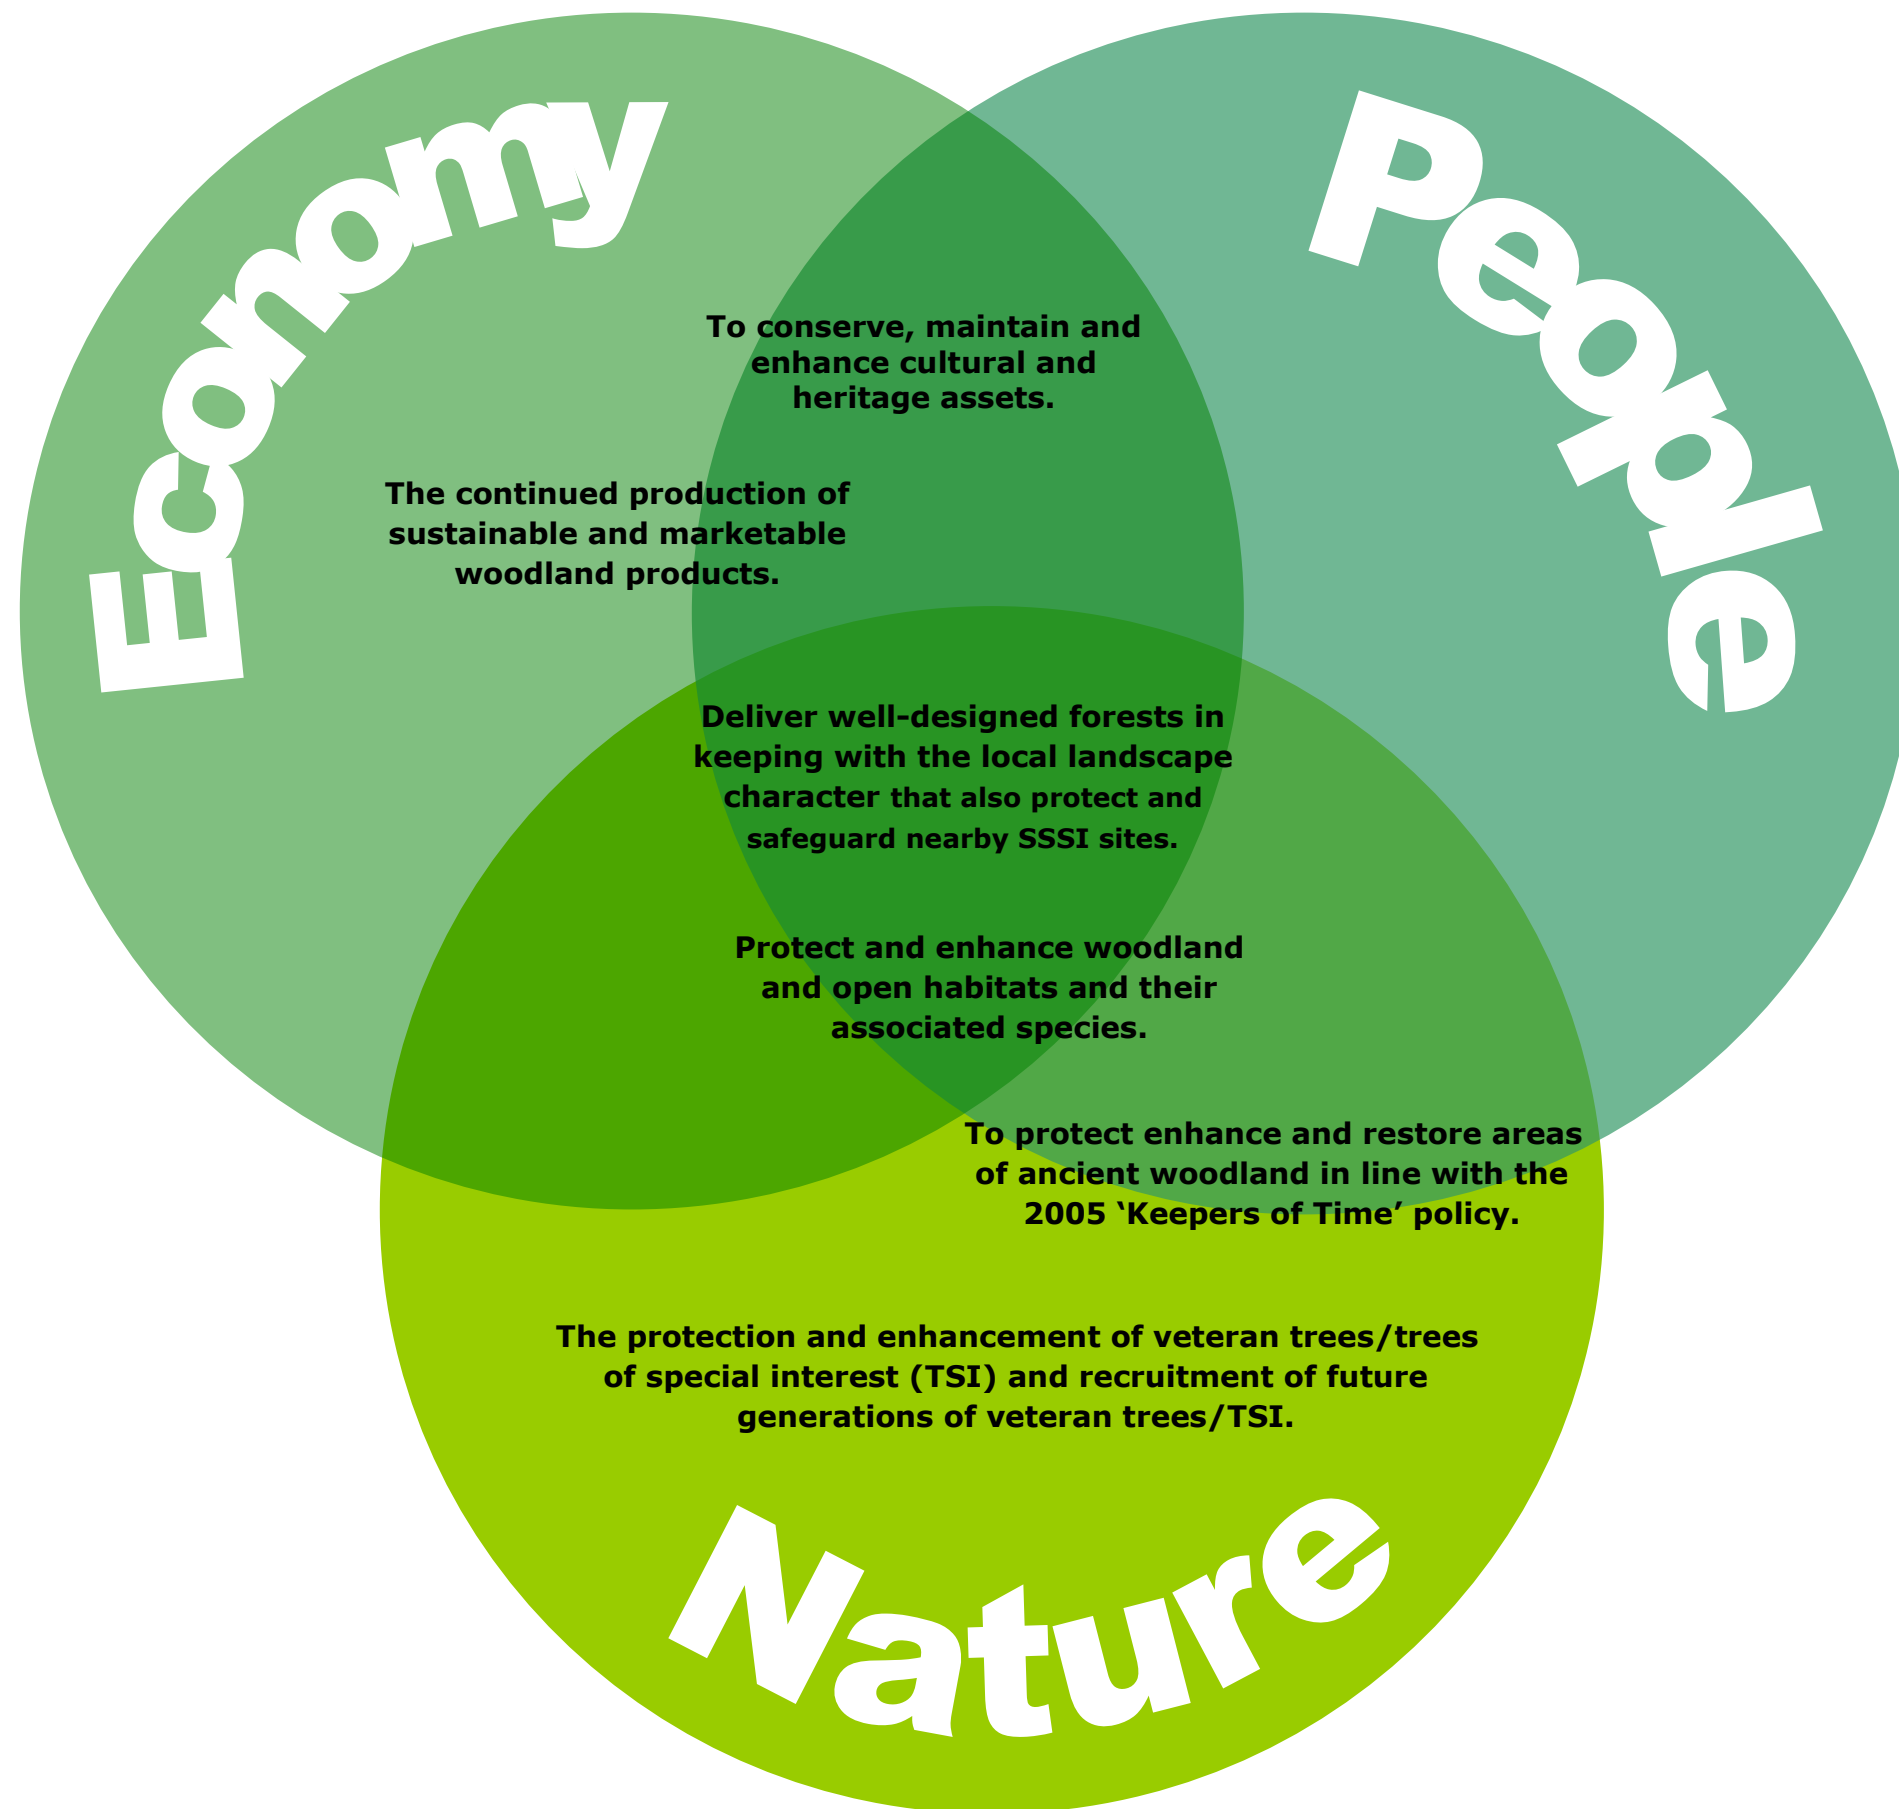 Economy
People
To conserve, maintain and
enhance cultural and
heritage assets.
The continued production of
sustainable and marketable
woodland products.
Deliver well-designed forests in
keeping with the local landscape
character that also protect and
safeguard nearby SSSI sites.
Protect and enhance woodland
and open habitats and their
associated species.
To protect enhance and restore areas
of ancient woodland in line with the
2005 ‘Keepers of Time’ policy.
The protection and enhancement of veteran trees/trees
of special interest (TSI) and recruitment of future
generations of veteran trees/TSI.
Nature